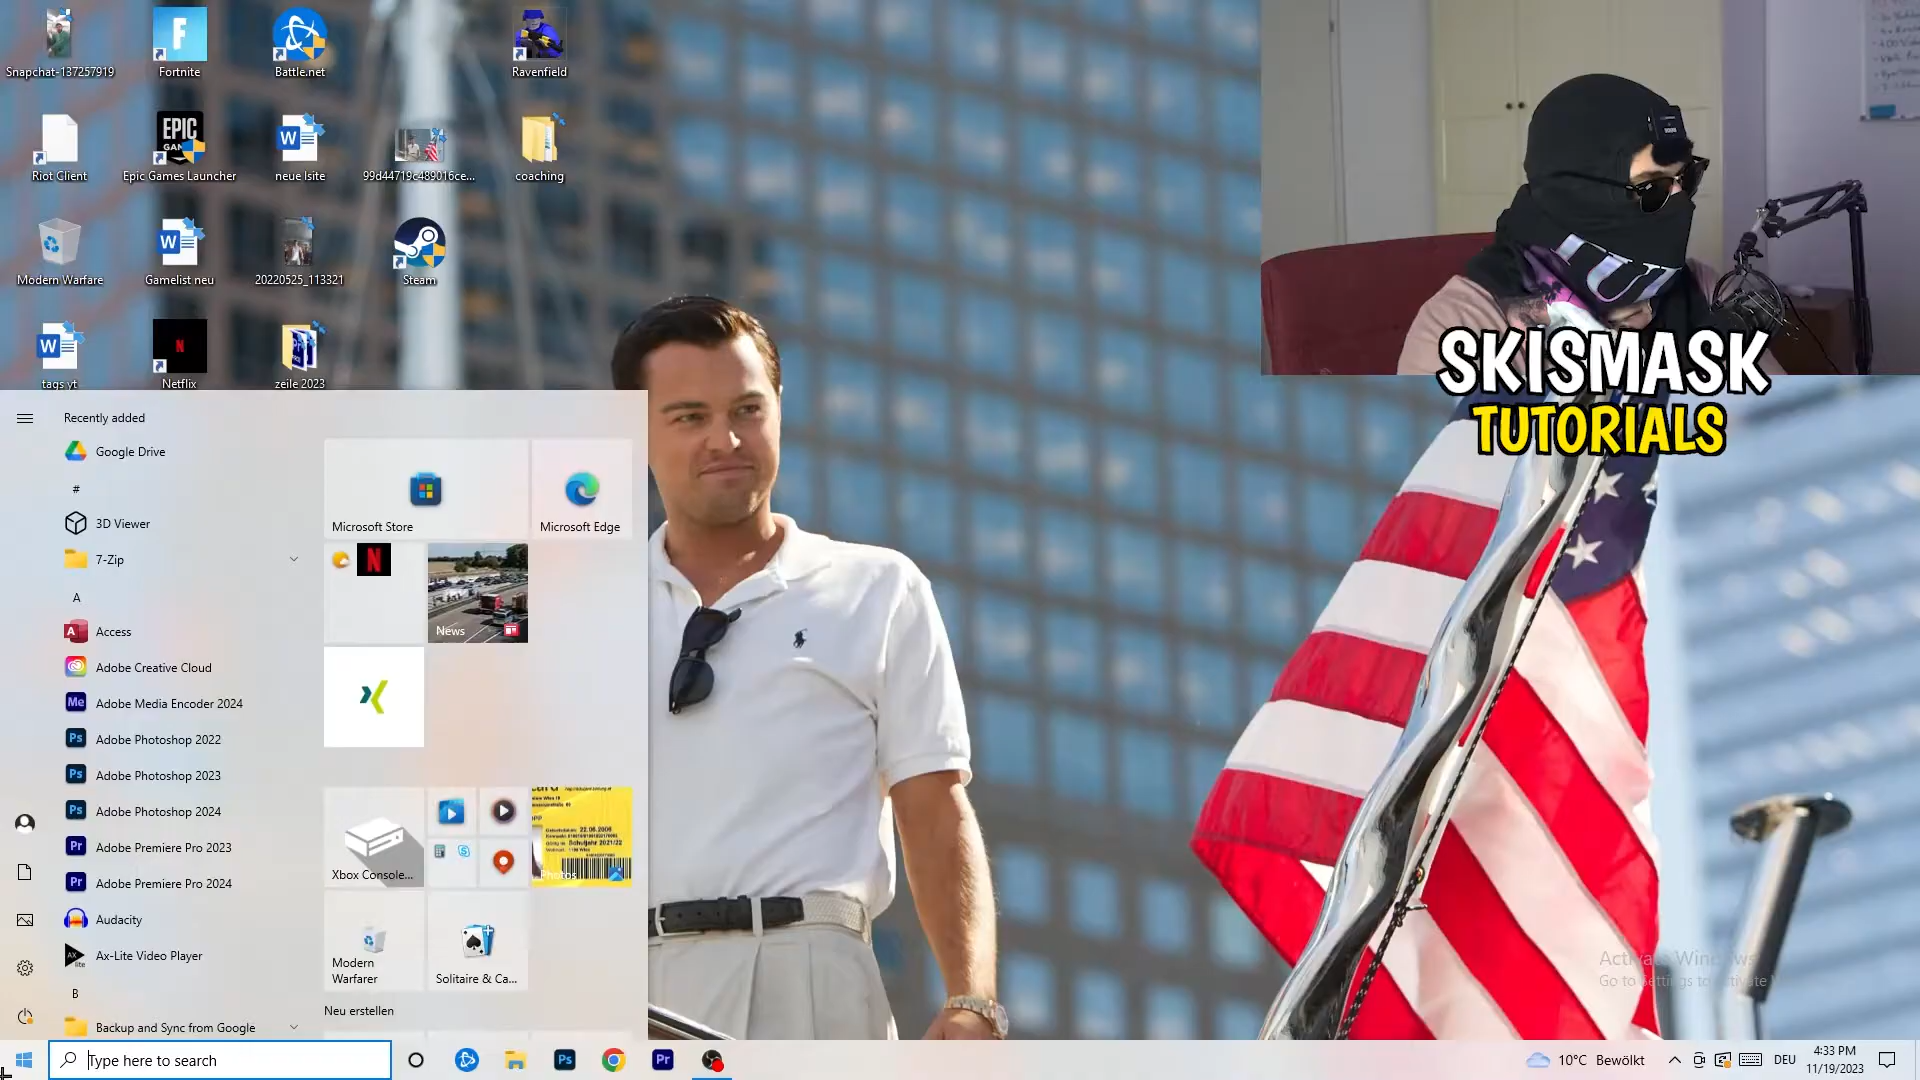 Snapchat-137257919
Fortnite
Battle.net
Ravenfield
Riot Client
EPIC
Epic Games Launcher
neue lsite
99d44719c489016ce...
coaching
Modern Warfare
Gamelist neu
20220525_113321
Steam
tags yt
Netflix
zeile 2023
SKISMASK
TUTORIALS
Recently added
Google Drive
#
3D Viewer
7-Zip
A
Access
Adobe Creative Cloud
Adobe Media Encoder 2024
Adobe Photoshop 2022
Adobe Photoshop 2023
Adobe Photoshop 2024
Adobe Premiere Pro 2023
Adobe Premiere Pro 2024
Audacity
Ax-Lite Video Player
B
Backup and Sync from Google
Microsoft Store
Microsoft Edge
News
Xbox Console...
Photos
Modern
Warfarer
Solitaire & Ca...
Neu erstellen
Activate Windows
Go to Settings to activate
Type here to search
10°C Bewölkt
DEU
4:33 PM
11/19/2023